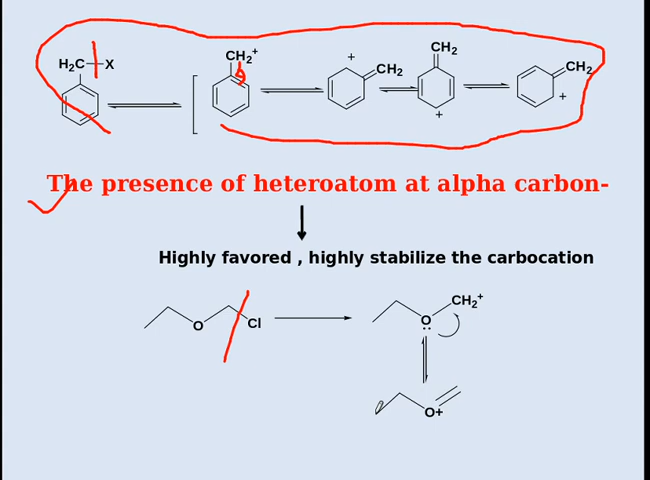 H₂C X
CH₂⁺
+ CH₂
CH₂
+
CH₂
+
The presence of heteroatom at alpha carbon-
Highly favored , highly stabilize the carbocation
O Cl
CH₂⁺
O
O+